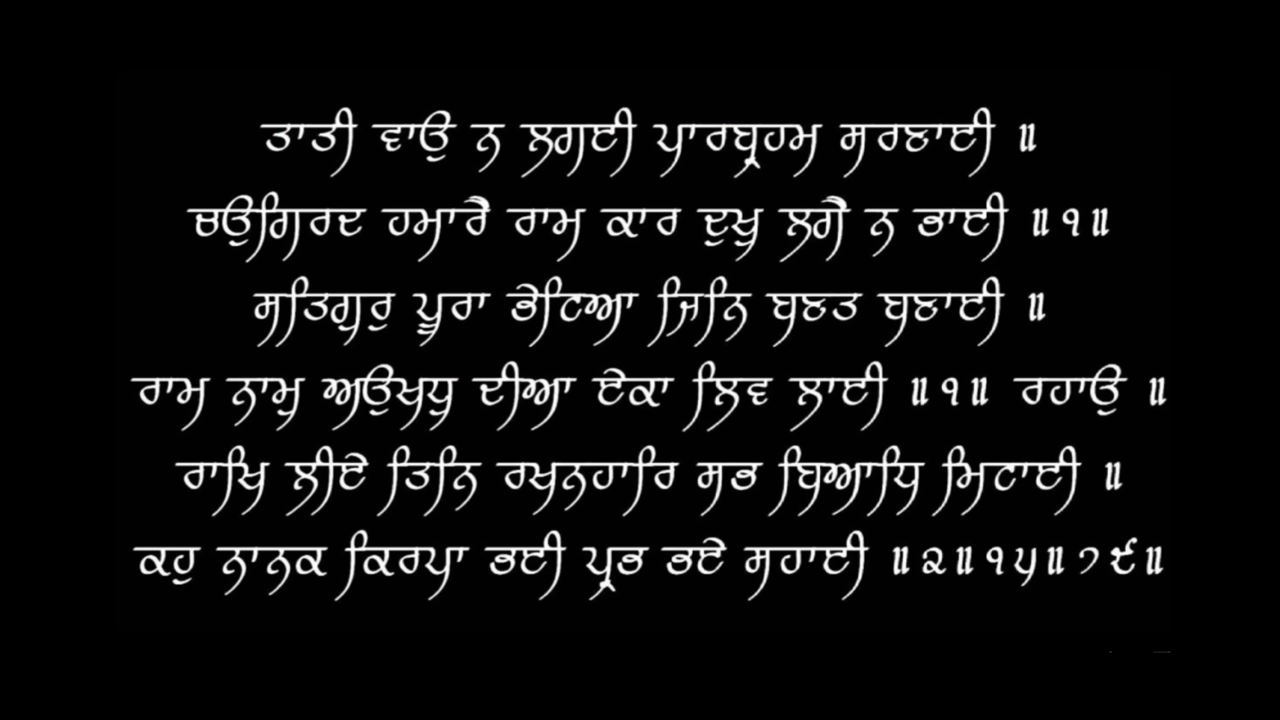 ਤਾਤੀ ਵਾਉ ਨ ਲਗਈ ਪਾਰਬ੍ਰਹਮ ਸਰਣਾਈ ॥
ਚਉਗਿਰਦ ਹਮਾਰੈ ਰਾਮ ਕਾਰ ਦੁਖੁ ਲਗੈ ਨ ਭਾਈ ॥੧॥
ਸਤਿਗੁਰੁ ਪੂਰਾ ਭੇਟਿਆ ਜਿਨਿ ਬਣਤ ਬਣਾਈ ॥
ਰਾਮ ਨਾਮੁ ਅਉਖਧੁ ਦੀਆ ਏਕਾ ਲਿਵ ਲਾਈ ॥੧॥ ਰਹਾਉ ॥
ਰਾਖਿ ਲੀਏ ਤਿਨਿ ਰਖਨਹਾਰਿ ਸਭ ਬਿਆਧਿ ਮਿਟਾਈ ॥
ਕਹੁ ਨਾਨਕ ਕਿਰਪਾ ਭਈ ਪ੍ਰਭ ਭਏ ਸਹਾਈ ॥੨॥੧੫॥੭੯॥